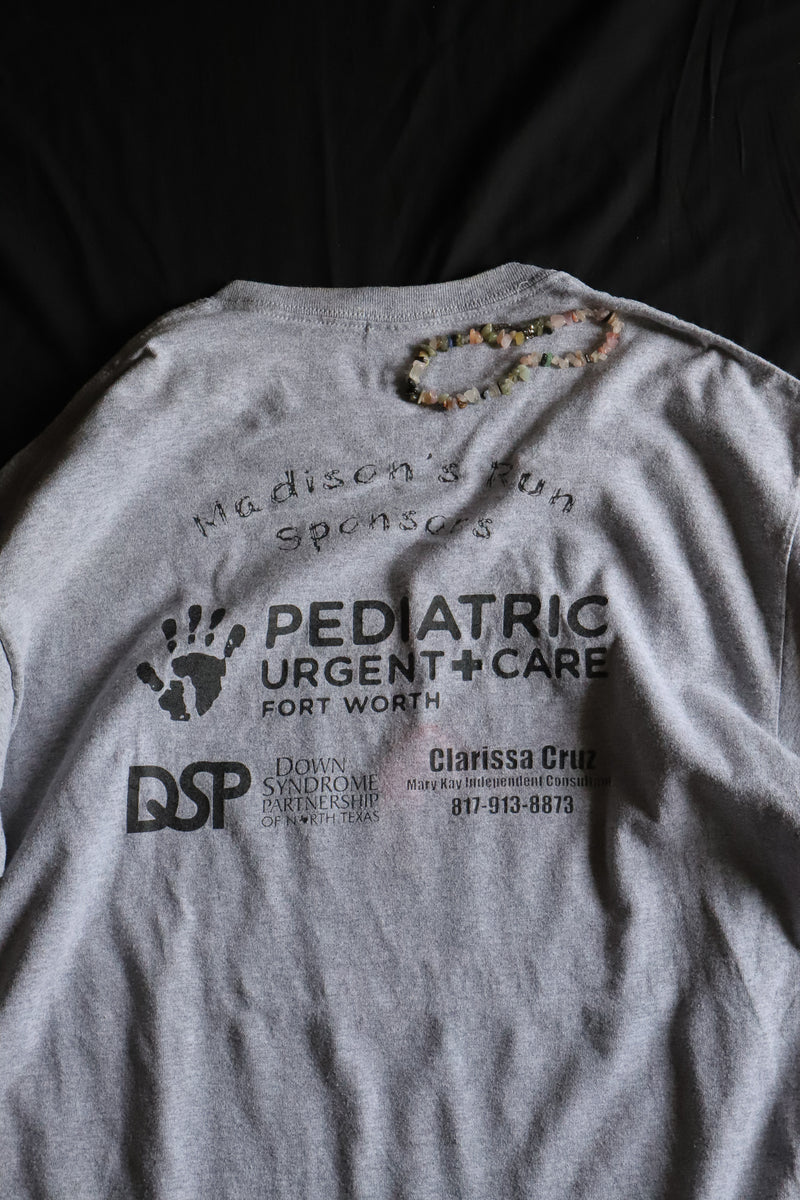 Madison's Run
Sponsors
PEDIATRIC
URGENT+CARE
FORT WORTH
DSP
DOWN
SYNDROME
PARTNERSHIP
OF NORTH TEXAS
Clarissa Cruz
Mary Kay Independent Consultant
817-913-8873